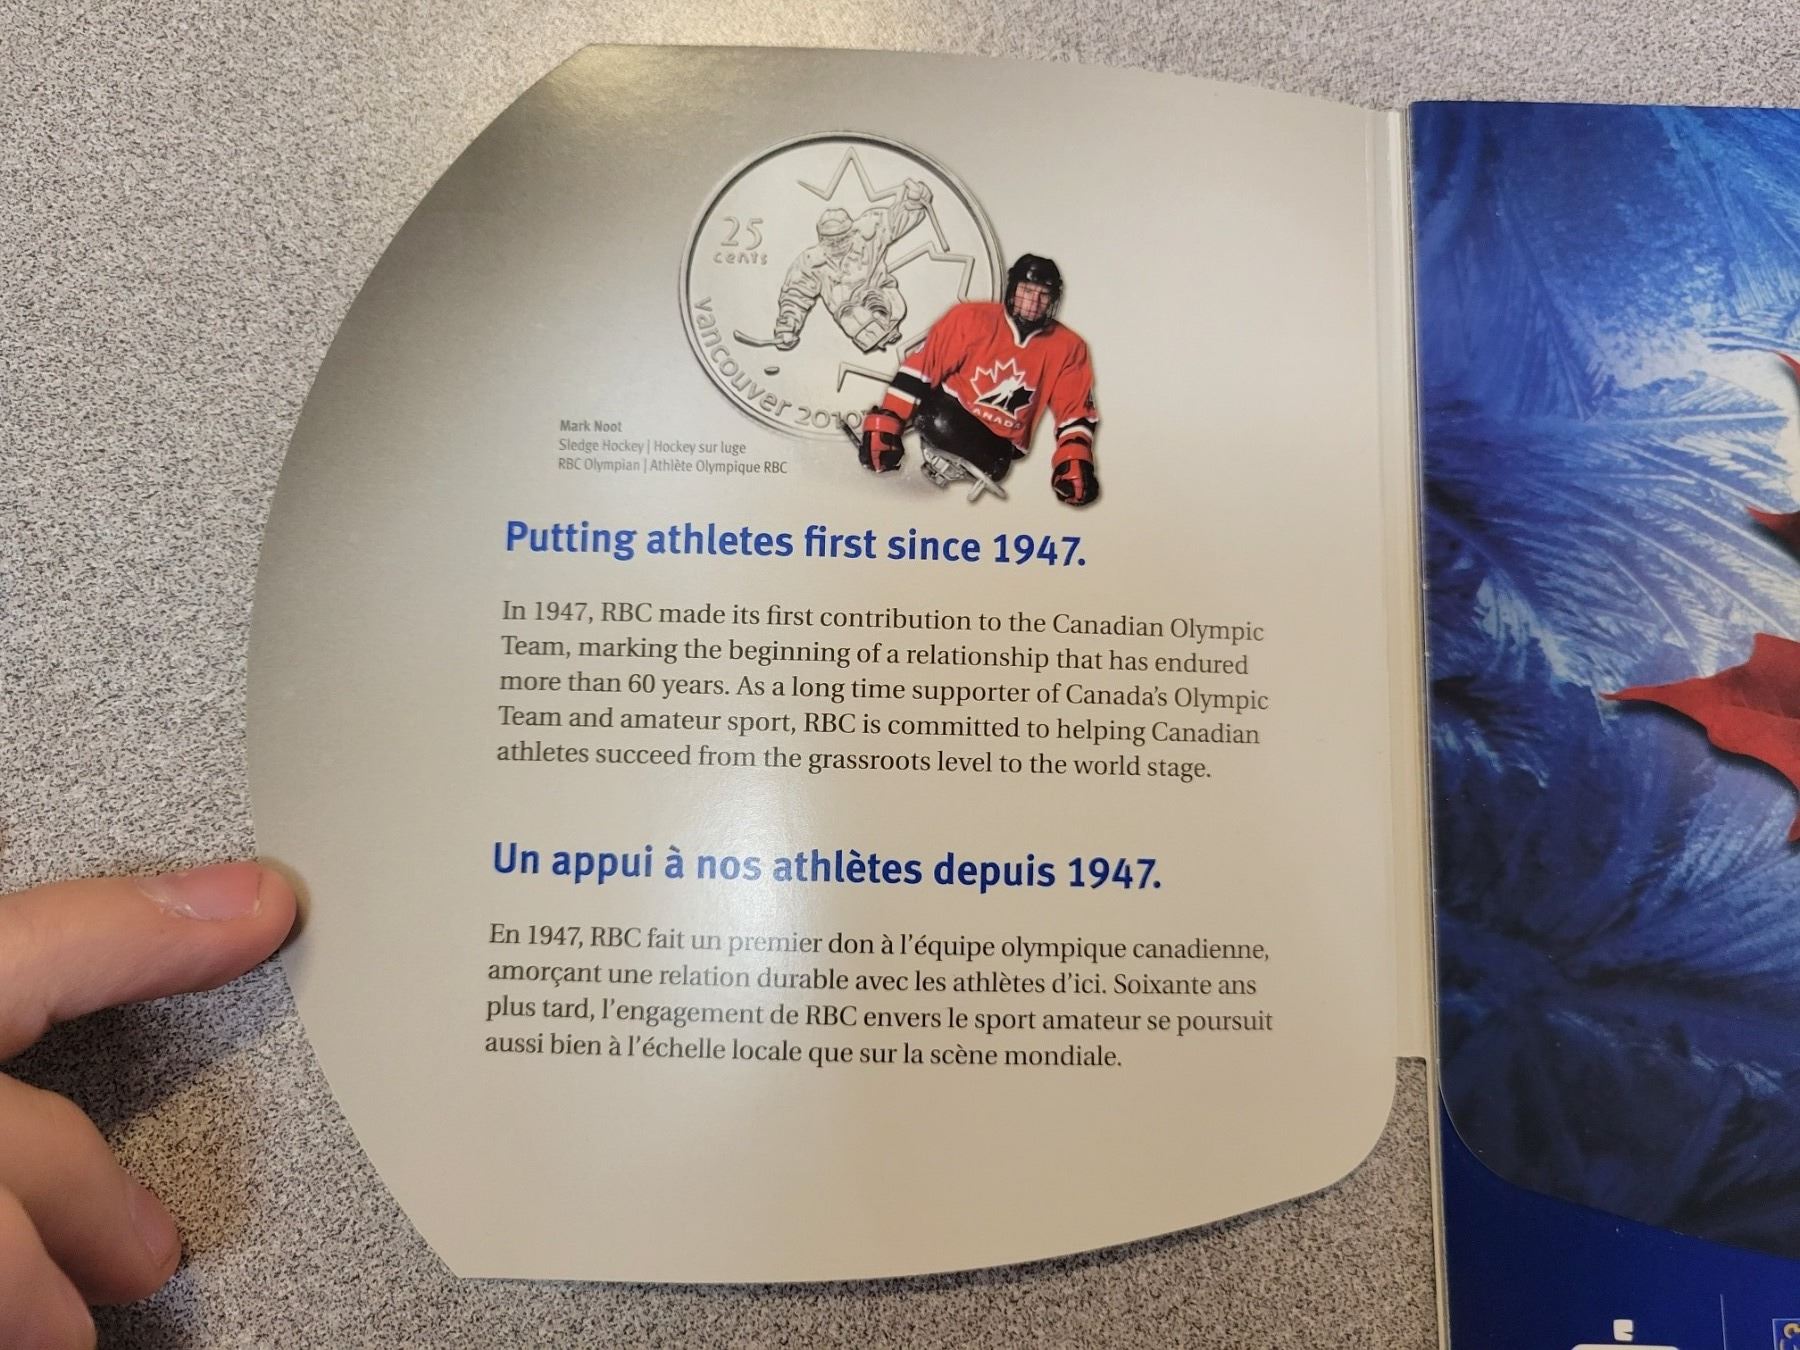 25
cents
vancouver 2010
CANADA
Mark Noot
Sledge Hockey | Hockey sur luge
RBC Olympian | Athlète Olympique RBC
Putting athletes first since 1947.
In 1947, RBC made its first contribution to the Canadian Olympic
Team, marking the beginning of a relationship that has endured
more than 60 years. As a long time supporter of Canada's Olympic
Team and amateur sport, RBC is committed to helping Canadian
athletes succeed from the grassroots level to the world stage.
Un appui à nos athlètes depuis 1947.
En 1947, RBC fait un premier don à l'équipe olympique canadienne,
amorçant une relation durable avec les athlètes d'ici. Soixante ans
plus tard, l'engagement de RBC envers le sport amateur se poursuit
aussi bien à l'échelle locale que sur la scène mondiale.